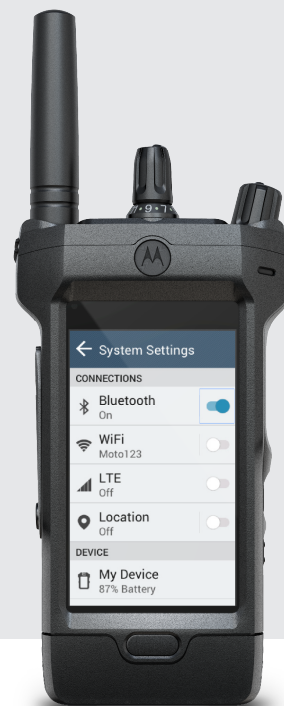 System Settings
CONNECTIONS
Bluetooth
On
WiFi
Moto123
LTE
Off
Location
Off
DEVICE
My Device
87% Battery